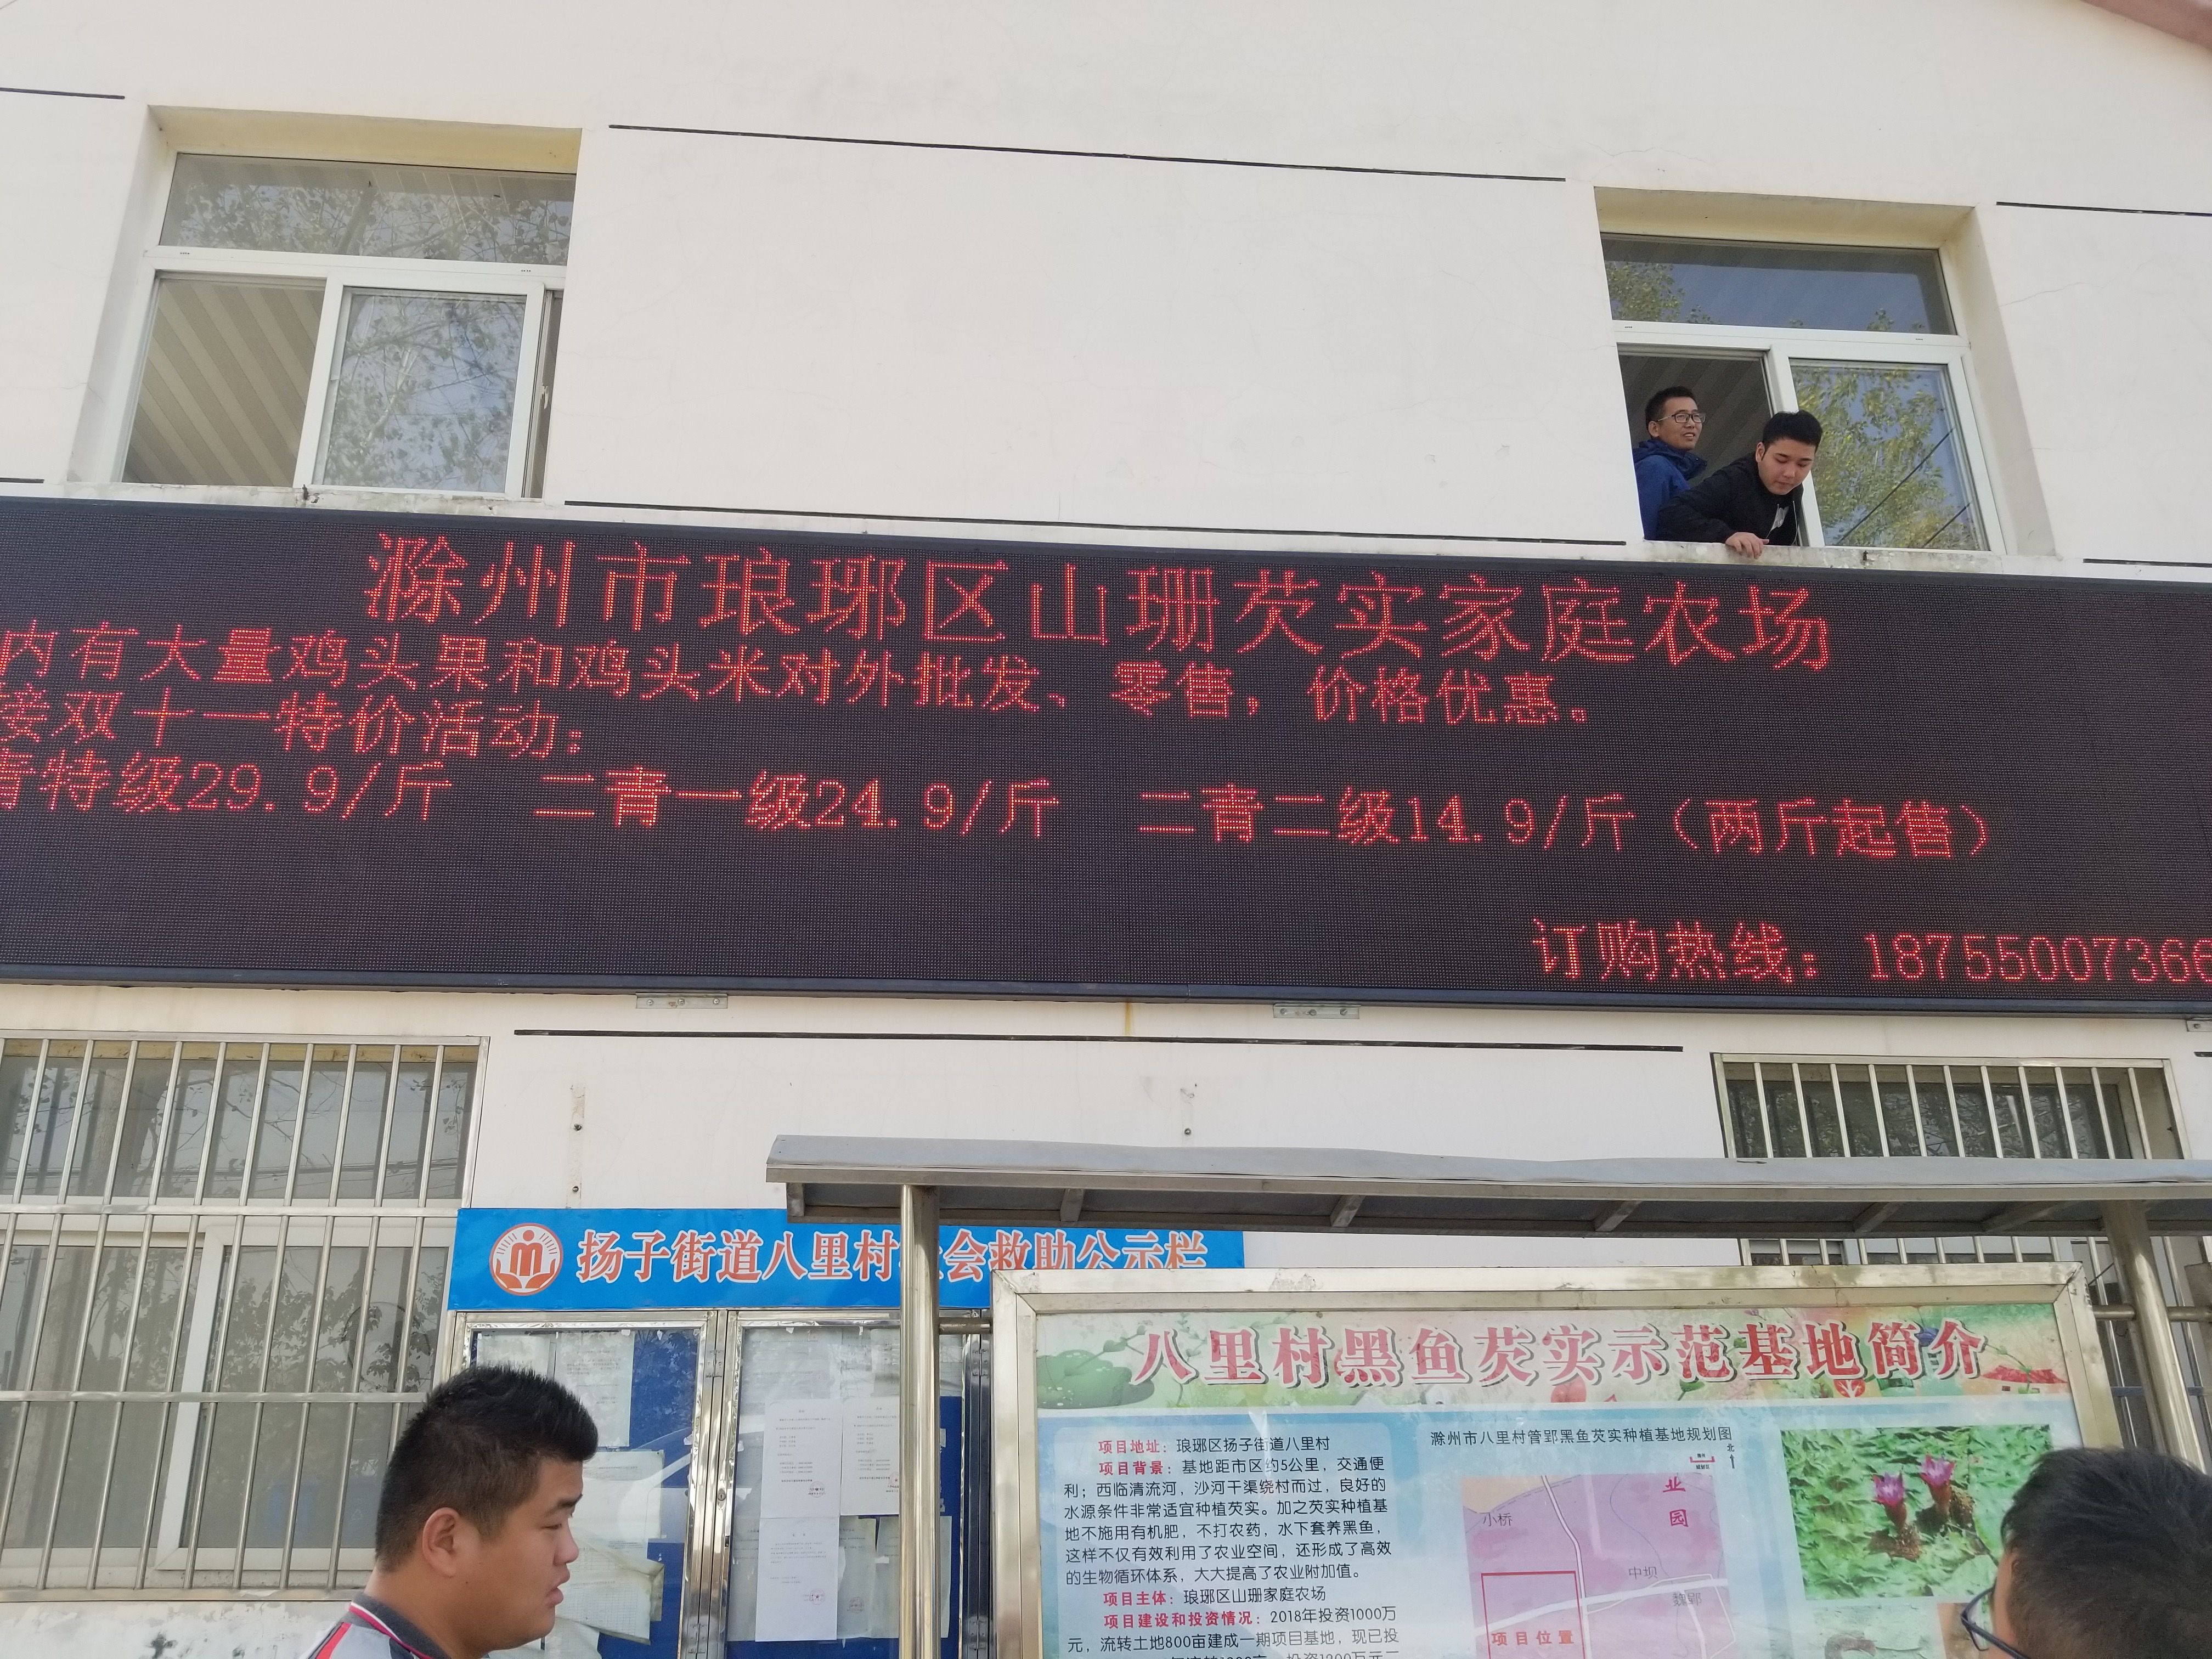 滁州市琅琊区山珊芡实家庭农场
内有大量鸡头果和鸡头米对外批发、零售，价格优惠。
接双十一特价活动：
青特级29.9/斤 二青一级24.9/斤 二青二级14.9/斤（两斤起售）
订购热线：18755007366
扬子街道八里村 会救助公示栏
八里村黑鱼芡实示范基地简介
项目地址：琅琊区扬子街道八里村
项目背景：基地距市区约5公里，交通便
利；西临清流河，沙河干渠绕村而过，良好的
水源条件非常适宜种植芡实。加之芡实种植基
地不施用有机肥，不打农药，水下套养黑鱼，
这样不仅有效利用了农业空间，还形成了高效
的生物循环体系，大大提高了农业附加值。
项目主体：琅琊区山珊家庭农场
项目建设和投资情况：2018年投资1000万
元，流转土地800亩建成一期项目基地，现已投
滁州市八里村管郢黑鱼芡实种植基地规划图
北
业
园
小桥
中坝
魏郢
项目位置